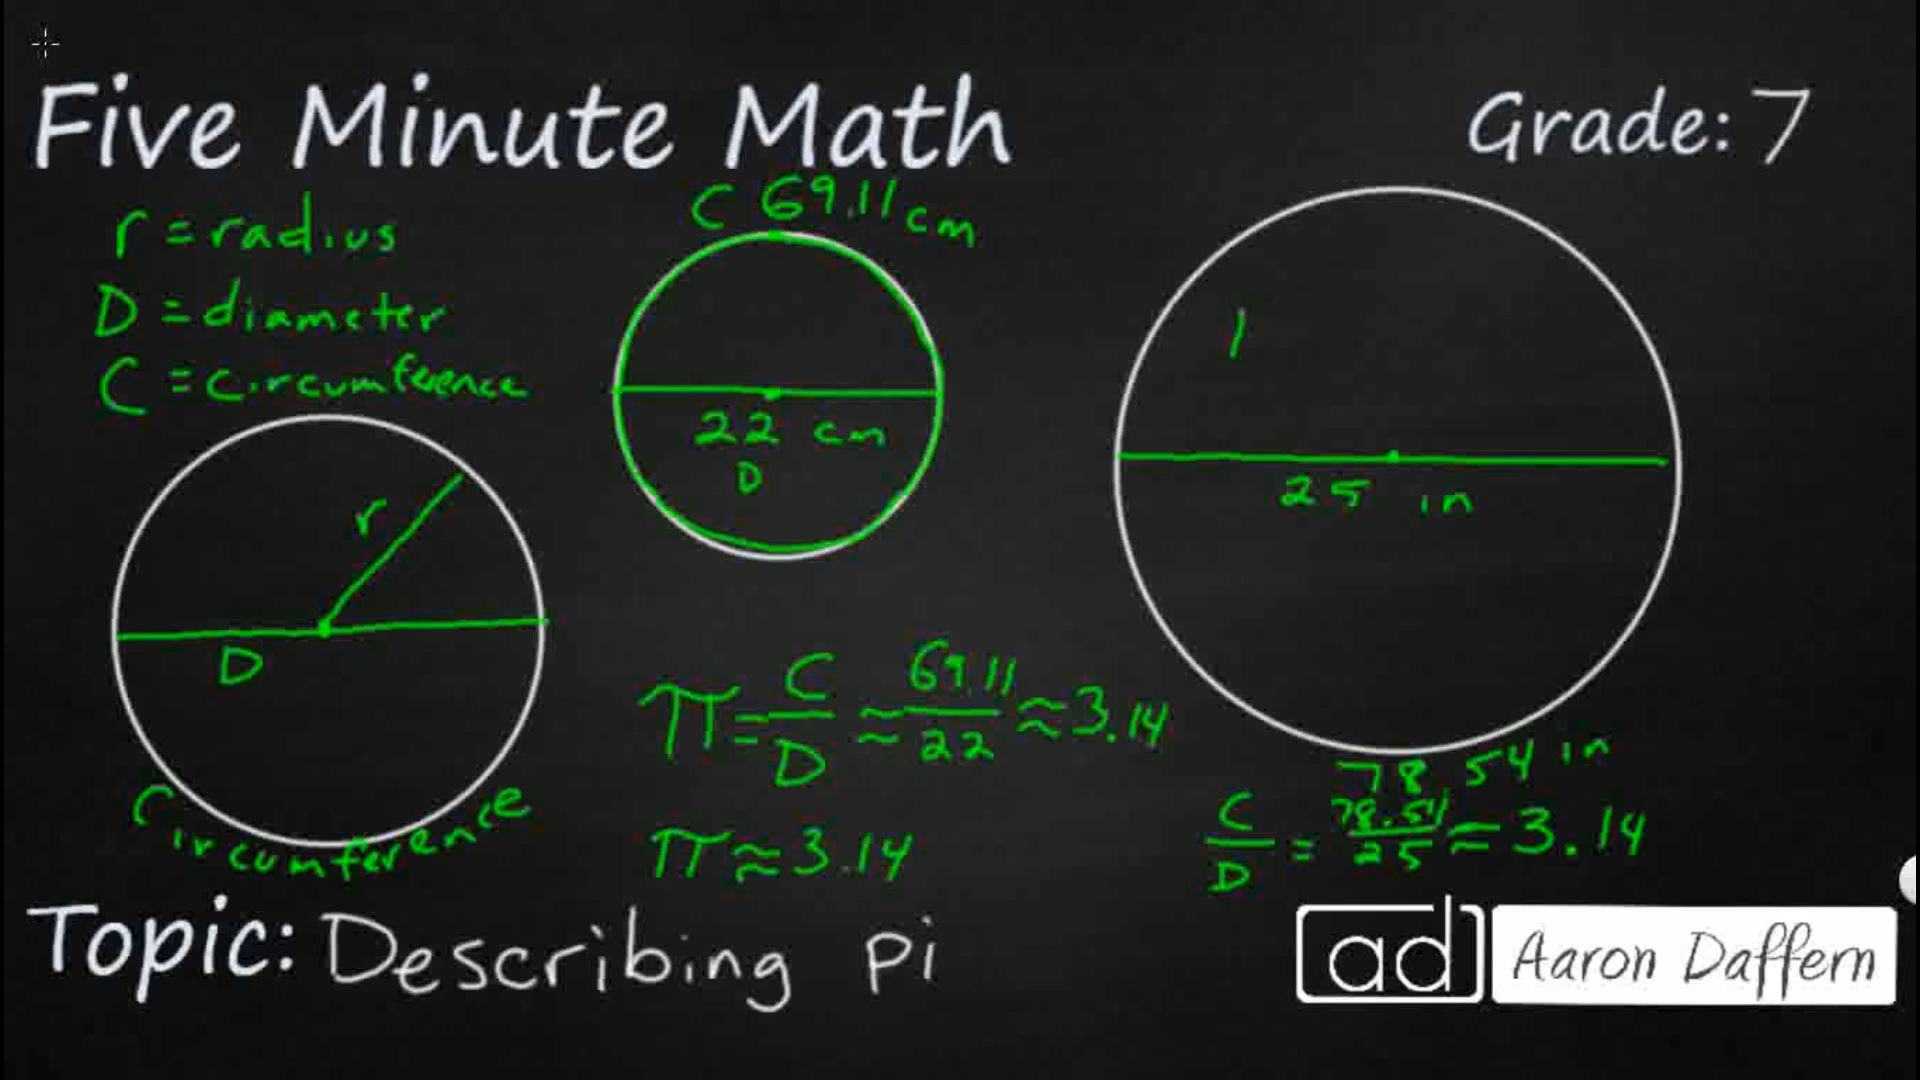 Five Minute Math
Grade: 7
r = radius
D = diameter
C = circumference
r
D
Circumference
C 69.11 cm
22 cm
D
π = C/D ≈ 69.11/22 ≈ 3.14
π ≈ 3.14
25 in
78 54 in
C/D = 78.54/25 ≈ 3.14
Topic: Describing Pi
ad Aaron Daffern